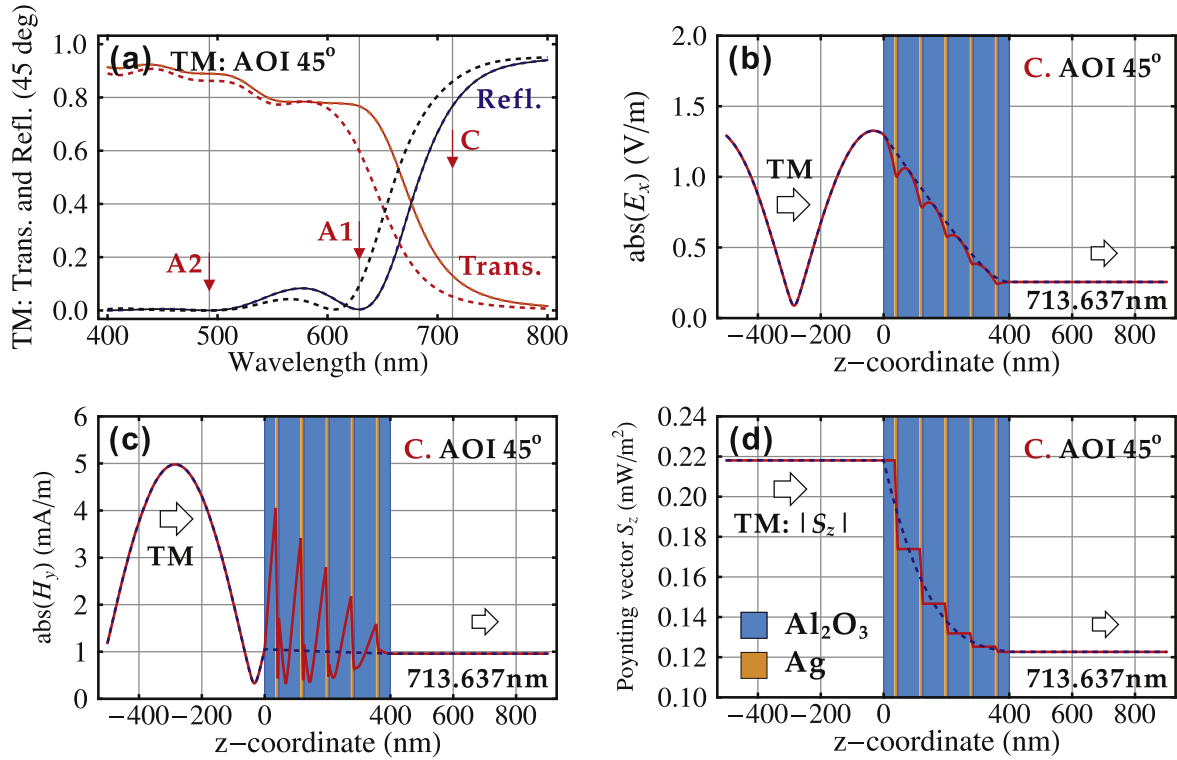 TM: Trans. and Refl. (45 deg)
1.0
0.8
0.6
0.4
0.2
0.0
(a)
TM: AOI 45°
Refl.
C
A1
A2
Trans.
400 500 600 700 800
Wavelength (nm)
abs(Eₓ) (V/m)
2.0
1.5
1.0
0.5
0.0
(b)
C. AOI 45°
TM
713.637nm
−400 −200 0 200 400 600 800
z−coordinate (nm)
abs(H_y) (mA/m)
6
5
4
3
2
1
0
(c)
C. AOI 45°
TM
713.637nm
−400 −200 0 200 400 600 800
z−coordinate (nm)
Poynting vector S_z (mW/m²)
0.24
0.22
0.20
0.18
0.16
0.14
0.12
0.10
(d)
C. AOI 45°
TM: |S_z|
Al₂O₃
Ag
713.637nm
−400 −200 0 200 400 600 800
z−coordinate (nm)